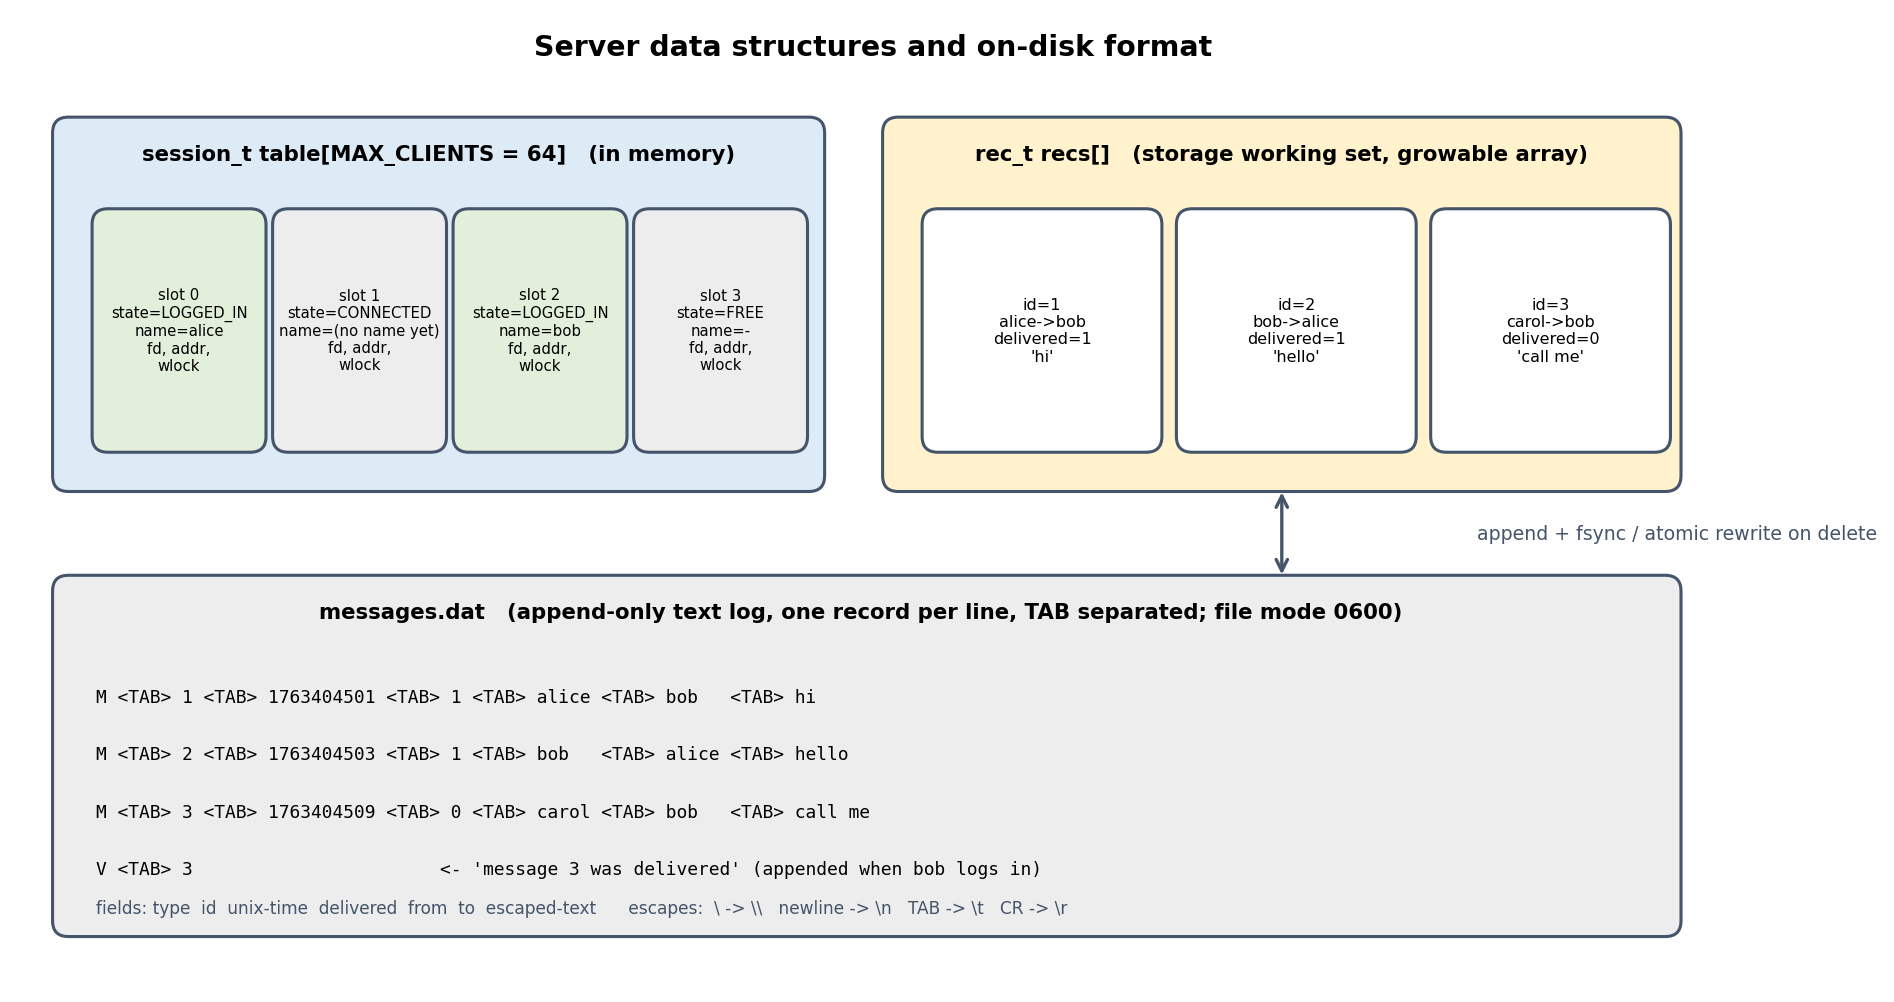 Server data structures and on-disk format
session_t table[MAX_CLIENTS = 64]   (in memory)
slot 0
state=LOGGED_IN
name=alice
fd, addr,
wlock
slot 1
state=CONNECTED
name=(no name yet)
fd, addr,
wlock
slot 2
state=LOGGED_IN
name=bob
fd, addr,
wlock
slot 3
state=FREE
name=-
fd, addr,
wlock
rec_t recs[]   (storage working set, growable array)
id=1
alice->bob
delivered=1
'hi'
id=2
bob->alice
delivered=1
'hello'
id=3
carol->bob
delivered=0
'call me'
append + fsync / atomic rewrite on delete
messages.dat   (append-only text log, one record per line, TAB separated; file mode 0600)
M <TAB> 1 <TAB> 1763404501 <TAB> 1 <TAB> alice <TAB> bob   <TAB> hi
M <TAB> 2 <TAB> 1763404503 <TAB> 1 <TAB> bob   <TAB> alice <TAB> hello
M <TAB> 3 <TAB> 1763404509 <TAB> 0 <TAB> carol <TAB> bob   <TAB> call me
V <TAB> 3                       <- 'message 3 was delivered' (appended when bob logs in)
fields: type  id  unix-time  delivered  from  to  escaped-text      escapes:  \ -> \\   newline -> \n   TAB -> \t   CR -> \r